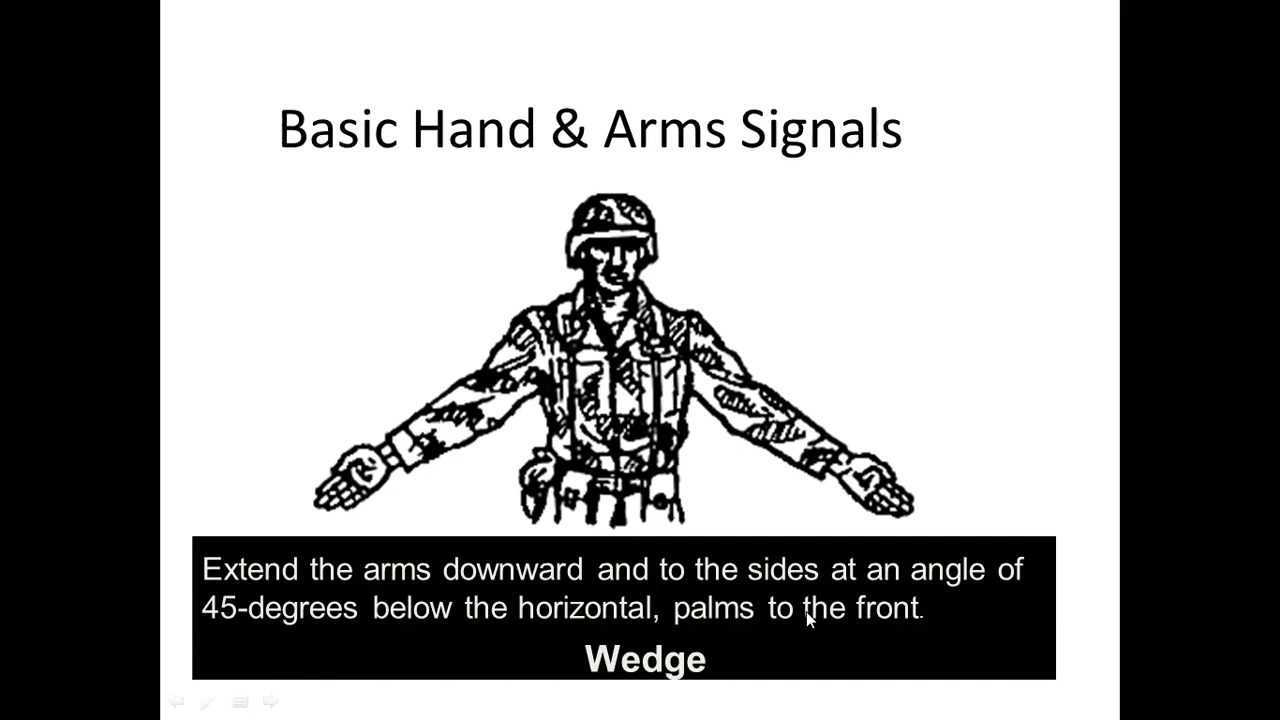 Basic Hand & Arms Signals
Extend the arms downward and to the sides at an angle of
45-degrees below the horizontal, palms to the front.
Wedge